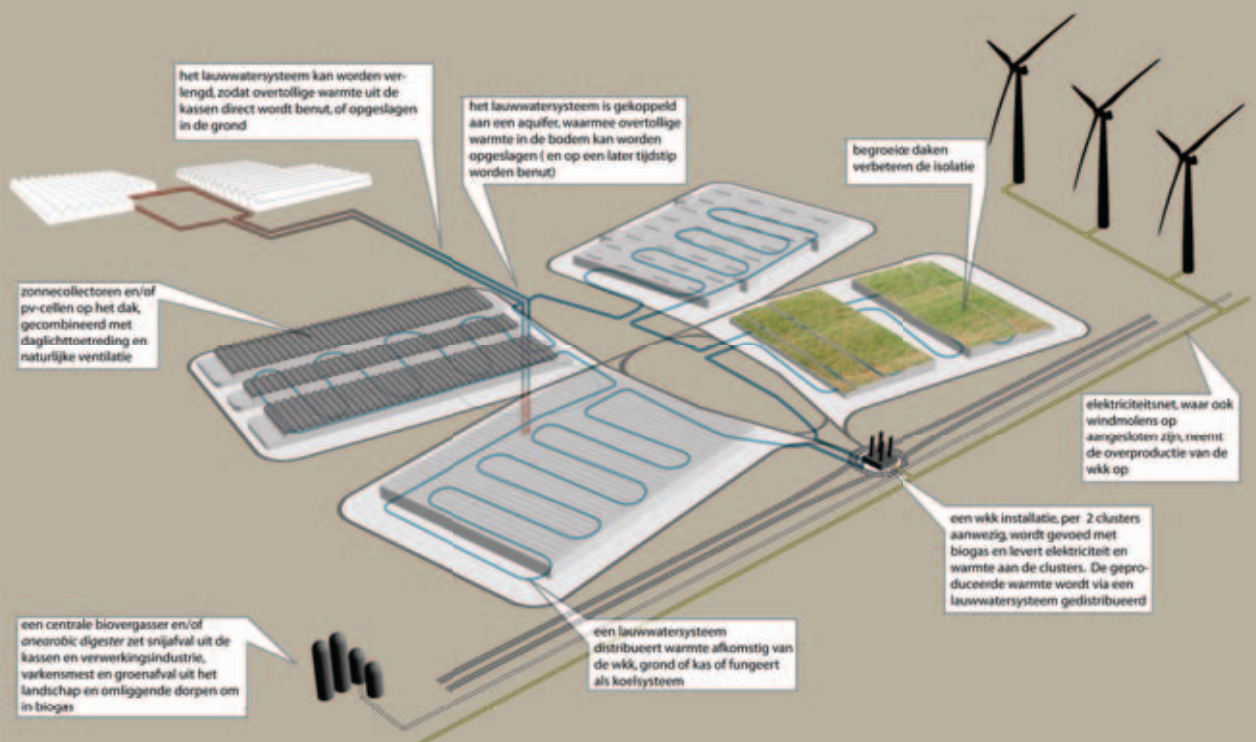 het lauwwatersysteem kan worden ver-
lengd, zodat overtollige warmte uit de
kassen direct wordt benut, of opgeslagen
in de grond
het lauwwatersysteem is gekoppeld
aan een aquifer, waarmee overtollige
warmte in de bodem kan worden
opgeslagen ( en op een later tijdstip
worden benut)
begroeide daken
verbeteren de isolatie
zonnecollectoren en/of
pv-cellen op het dak,
gecombineerd met
daglichttoetreding en
naturlijke ventilatie
elektriciteitsnet, waar ook
windmolens op
aangesloten zijn, neemt
de overproductie van de
wkk op
een wkk installatie, per 2 clusters
aanwezig, wordt gevoed met
biogas en levert elektriciteit en
warmte aan de clusters. De gepro-
duceerde warmte wordt via een
lauwwatersysteem gedistribueerd
een centrale biovergasser en/of
anearobic digester zet snijafval uit de
kassen en verwerkingsindustrie,
varkensmest en groenafval uit het
landschap en omliggende dorpen om
in biogas
een lauwwatersysteem
distribueert warmte afkomstig van
de wkk, grond of kas of fungeert
als koelsysteem